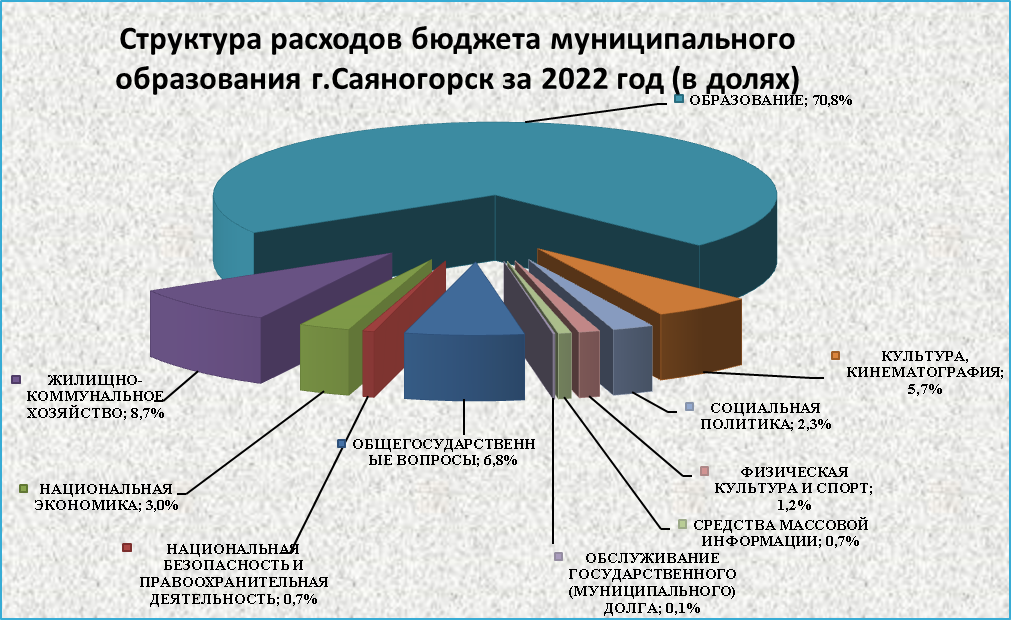 Структура расходов бюджета муниципального
образования г.Саяногорск за 2022 год (в долях)
ОБРАЗОВАНИЕ; 70,8%
КУЛЬТУРА,
КИНЕМАТОГРАФИЯ;
5,7%
СОЦИАЛЬНАЯ
ПОЛИТИКА; 2,3%
ФИЗИЧЕСКАЯ
КУЛЬТУРА И СПОРТ;
1,2%
СРЕДСТВА МАССОВОЙ
ИНФОРМАЦИИ; 0,7%
ОБСЛУЖИВАНИЕ
ГОСУДАРСТВЕННОГО
(МУНИЦИПАЛЬНОГО)
ДОЛГА; 0,1%
ОБЩЕГОСУДАРСТВЕНН
ЫЕ ВОПРОСЫ; 6,8%
НАЦИОНАЛЬНАЯ
БЕЗОПАСНОСТЬ И
ПРАВООХРАНИТЕЛЬНАЯ
ДЕЯТЕЛЬНОСТЬ; 0,7%
НАЦИОНАЛЬНАЯ
ЭКОНОМИКА; 3,0%
ЖИЛИЩНО-
КОММУНАЛЬНОЕ
ХОЗЯЙСТВО; 8,7%